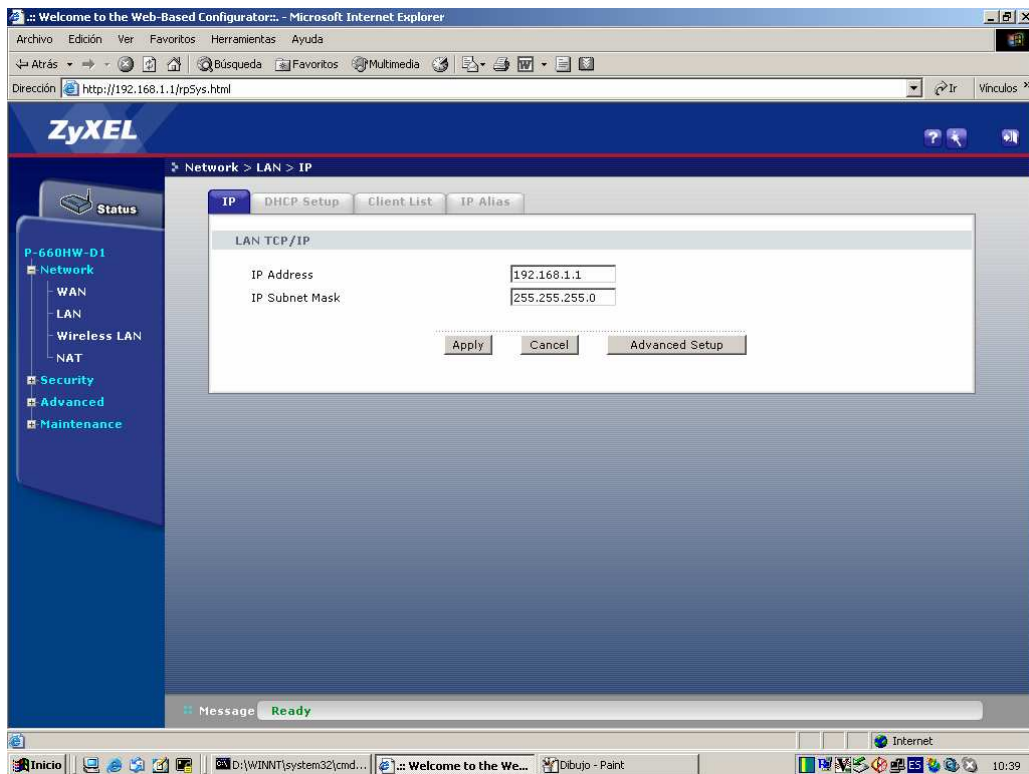 .:: Welcome to the Web-Based Configurator::. - Microsoft Internet Explorer
Archivo Edición Ver Favoritos Herramientas Ayuda
Atrás Búsqueda Favoritos Multimedia
Dirección http://192.168.1.1/rpSys.html Ir Vínculos »
ZyXEL
Network > LAN > IP
Status
IP DHCP Setup Client List IP Alias
LAN TCP/IP
P-660HW-D1
Network
WAN
LAN
Wireless LAN
NAT
Security
Advanced
Maintenance
IP Address 192.168.1.1
IP Subnet Mask 255.255.255.0
Apply Cancel Advanced Setup
Message Ready
Internet
Inicio D:\WINNT\system32\cmd... .:: Welcome to the We... Dibujo - Paint ES 10:39